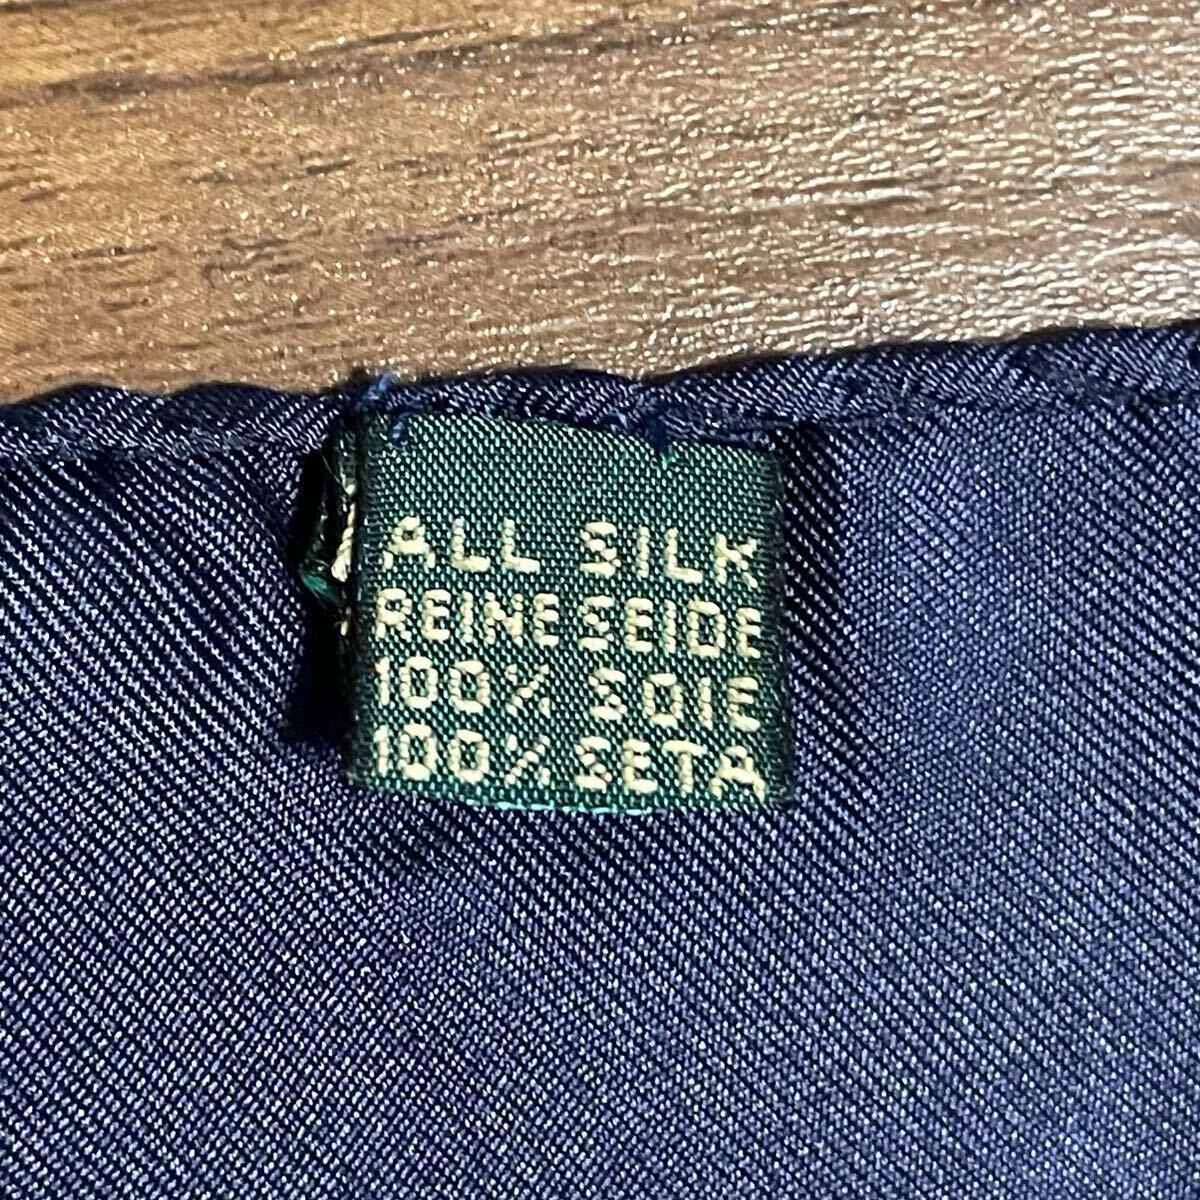 ALL SILK
REINE SEIDE
100% SOIE
100% SETA